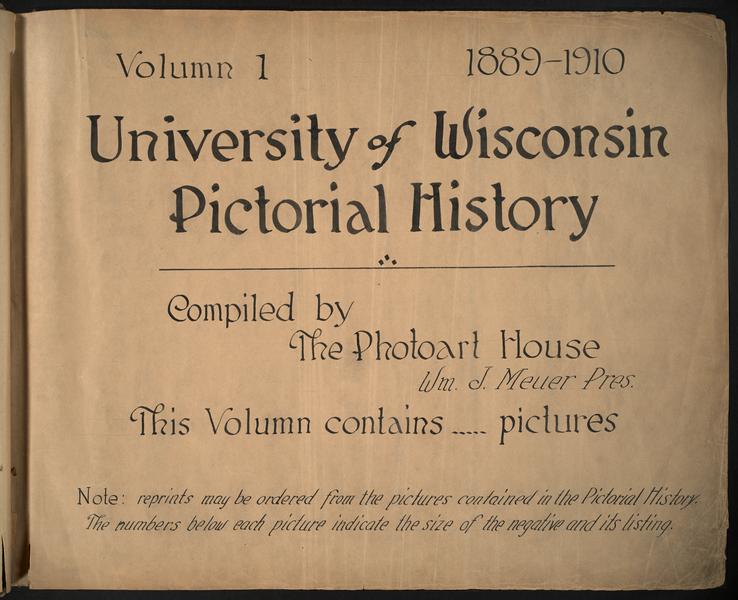 Volumn 1 1889-1910
University of Wisconsin
Pictorial History
Compiled by
The Photoart House
Wm. J. Meuer Pres.
This Volumn contains ..... pictures
Note: reprints may be ordered from the pictures contained in the Pictorial History.
The numbers below each picture indicate the size of the negative and its listing.